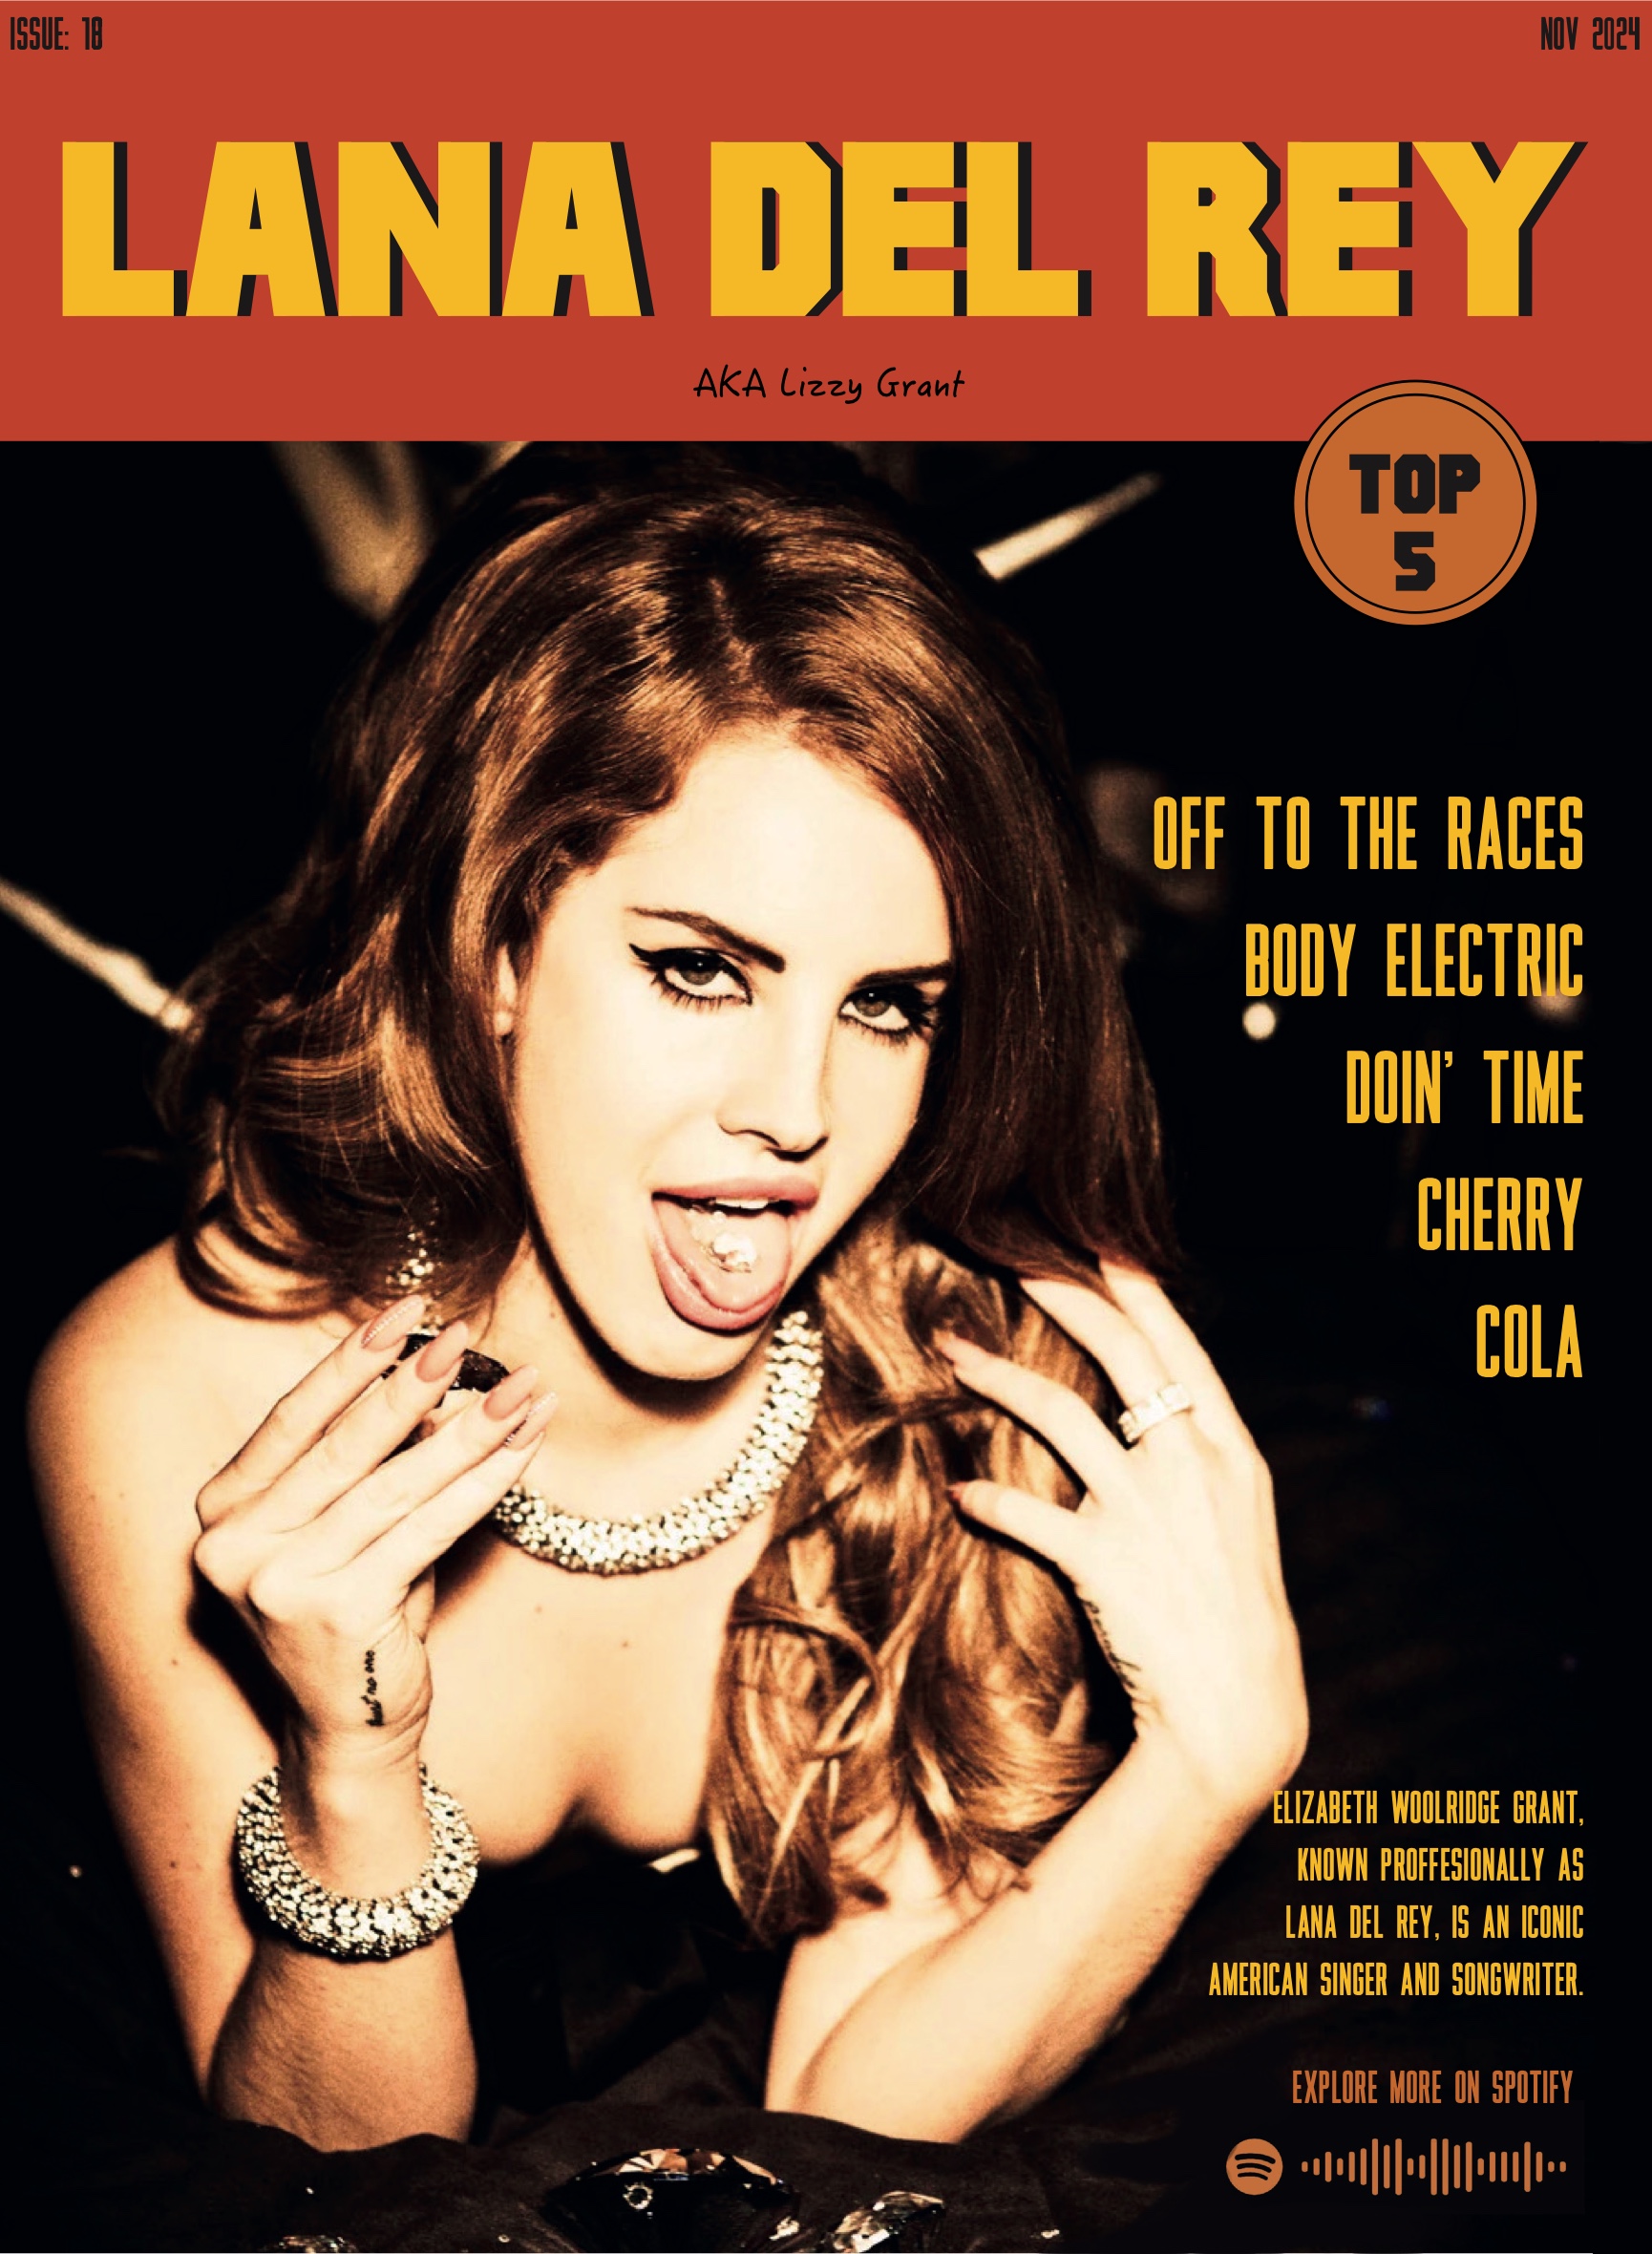 ISSUE: 18
NOV 2024
LANA DEL REY
AKA Lizzy Grant
TOP
5
OFF TO THE RACES
BODY ELECTRIC
DOIN' TIME
CHERRY
COLA
ELIZABETH WOOLRIDGE GRANT,
KNOWN PROFFESIONALLY AS
LANA DEL REY, IS AN ICONIC
AMERICAN SINGER AND SONGWRITER.
EXPLORE MORE ON SPOTIFY